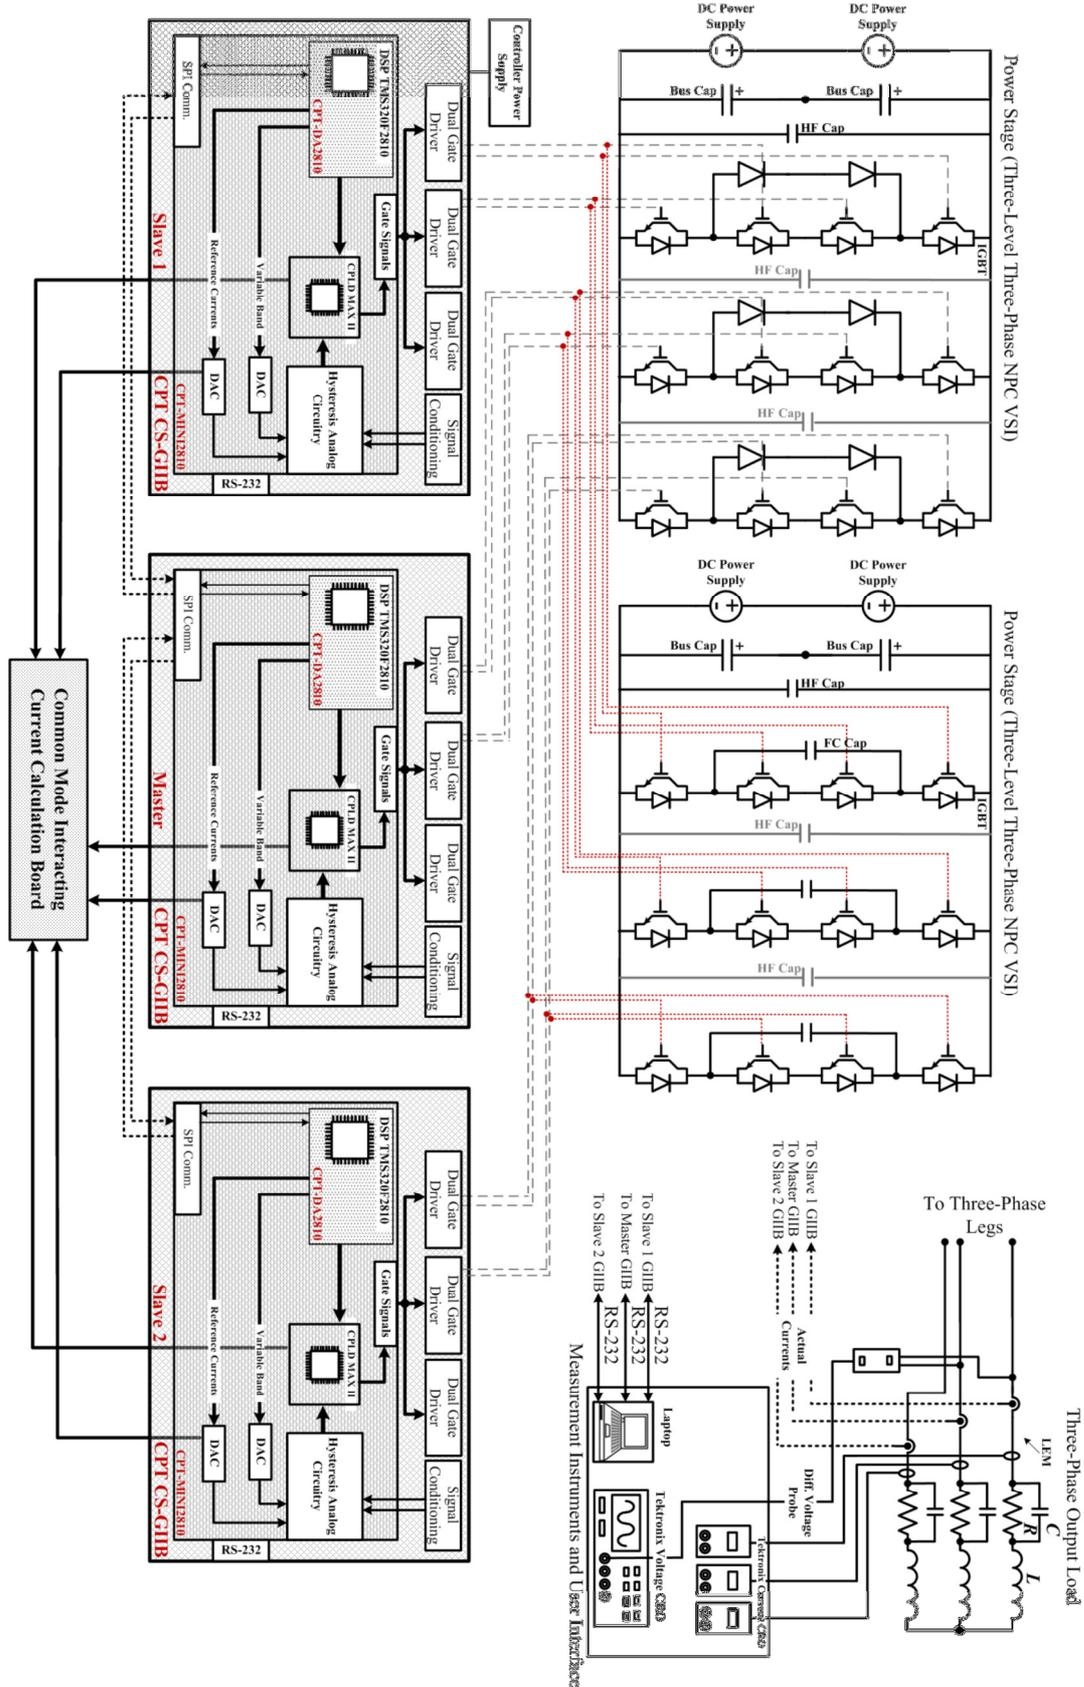 Controller Power
Supply
DSP TMS320F2810
CPT-DA2810
SPI Comm.
Dual Gate
Driver
Dual Gate
Driver
Dual Gate
Driver
Signal
Conditioning
Gate Signals
CPLD MAX II
Reference Currents
Variable Band
DAC
DAC
Hysteresis Analog
Circuitry
RS-232
Slave 1
CPT-MINI2810
CPT CS-GIIB
DSP TMS320F2810
CPT-DA2810
SPI Comm.
Dual Gate
Driver
Dual Gate
Driver
Dual Gate
Driver
Signal
Conditioning
Gate Signals
CPLD MAX II
Reference Currents
Variable Band
DAC
DAC
Hysteresis Analog
Circuitry
RS-232
Master
CPT-MINI2810
CPT CS-GIIB
DSP TMS320F2810
CPT-DA2810
SPI Comm.
Dual Gate
Driver
Dual Gate
Driver
Dual Gate
Driver
Signal
Conditioning
Gate Signals
CPLD MAX II
Reference Currents
Variable Band
DAC
DAC
Hysteresis Analog
Circuitry
RS-232
Slave 2
CPT-MINI2810
CPT CS-GIIB
Common Mode Interacting
Current Calculation Board
Power Stage (Three-Level Three-Phase NPC VSI)
DC Power
Supply
DC Power
Supply
Bus Cap
+
Bus Cap
+
HF Cap
IGBT
HF Cap
HF Cap
Power Stage (Three-Level Three-Phase NPC VSI)
DC Power
Supply
DC Power
Supply
Bus Cap
+
Bus Cap
+
HF Cap
FC Cap
IGBT
HF Cap
HF Cap
Three-Phase Output Load
To Three-Phase
Legs
To Slave 1 GIIB
To Master GIIB
To Slave 2 GIIB
Actual
Currents
LEM
C
R
L
Diff. Voltage
Probe
To Slave 1 GIIB
To Master GIIB
To Slave 2 GIIB
RS-232
RS-232
RS-232
Laptop
Tektronix Voltage CRO
Tektronix Current CRO
Measurement Instruments and User Interface